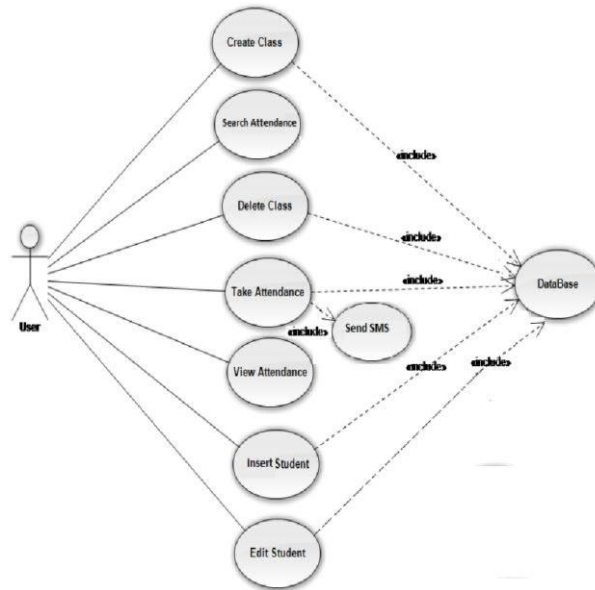 Create Class
Search Attendance
«include»
Delete Class
«include»
Take Attendance
«include»
DataBase
User
«include»
Send SMS
View Attendance
«include»
«include»
Insert Student
Edit Student